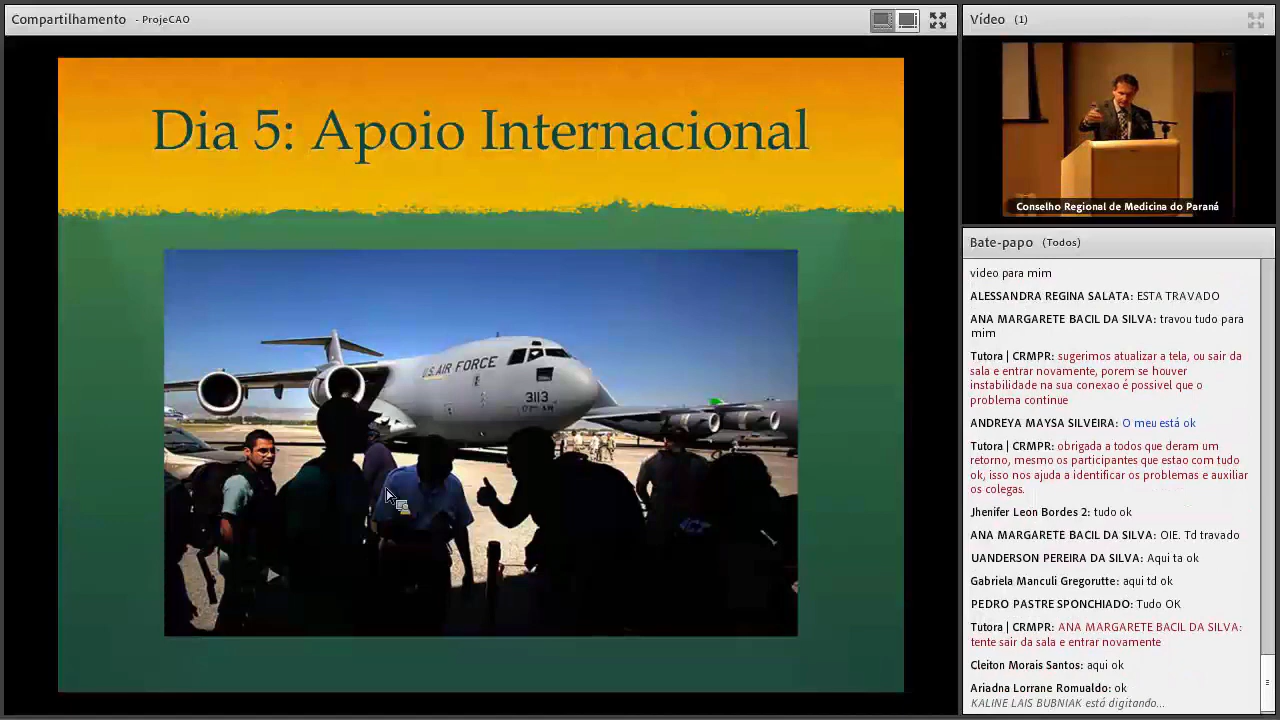 Compartilhamento - ProjeCAO
Dia 5: Apoio Internacional
U.S. AIR FORCE
3113
Vídeo (1)
Conselho Regional de Medicina do Paraná
Bate-papo (Todos)
video para mim
ALESSANDRA REGINA SALATA: ESTA TRAVADO
ANA MARGARETE BACIL DA SILVA: travou tudo para
mim
Tutora | CRMPR: sugerimos atualizar a tela, ou sair da
sala e entrar novamente, porem se houver
instabilidade na sua conexao é possivel que o
problema continue
ANDREYA MAYSA SILVEIRA: O meu está ok
Tutora | CRMPR: obrigada a todos que deram um
retorno, mesmo os participantes que estao com tudo
ok, isso nos ajuda a identificar os problemas e auxiliar
os colegas.
Jhenifer Leon Bordes 2: tudo ok
ANA MARGARETE BACIL DA SILVA: OIE. Td travado
UANDERSON PEREIRA DA SILVA: Aqui ta ok
Gabriela Manculi Gregorutte: aqui td ok
PEDRO PASTRE SPONCHIADO: Tudo OK
Tutora | CRMPR: ANA MARGARETE BACIL DA SILVA:
tente sair da sala e entrar novamente
Cleiton Morais Santos: aqui ok
Ariadna Lorrane Romualdo: ok
KALINE LAIS BUBNIAK está digitando...